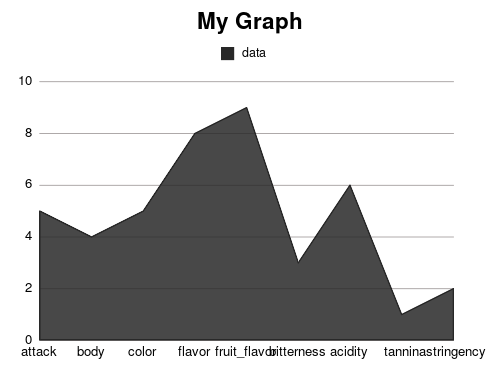 My Graph
data
10
8
6
4
2
0
attack body color flavor fruit_flavor bitterness acidity tannin astringency